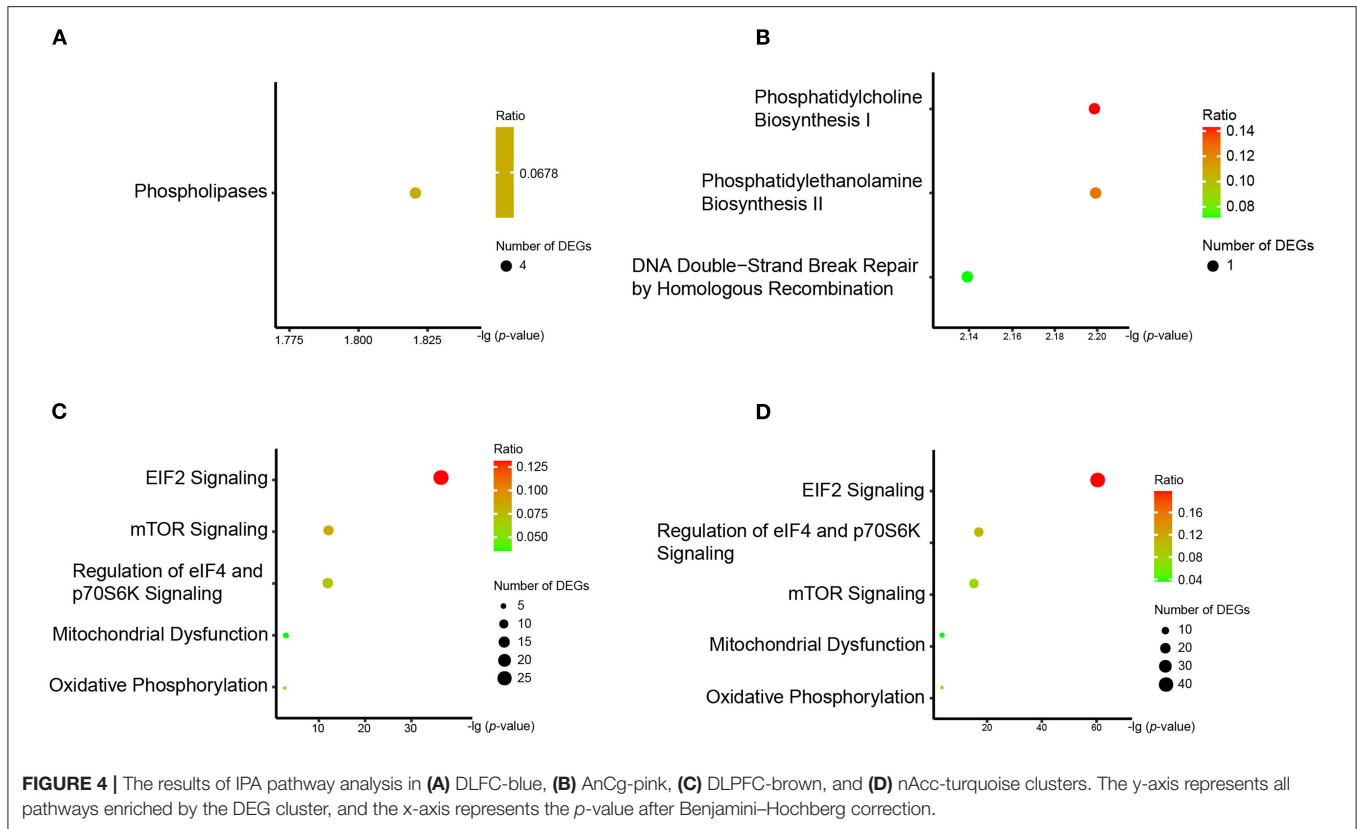 A
Phospholipases
1.775
1.800
1.825
-lg (p-value)
Ratio
0.0678
Number of DEGs
4
B
Phosphatidylcholine
Biosynthesis I
Phosphatidylethanolamine
Biosynthesis II
DNA Double−Strand Break Repair
by Homologous Recombination
2.14
2.16
2.18
2.20
-lg (p-value)
Ratio
0.14
0.12
0.10
0.08
Number of DEGs
1
C
EIF2 Signaling
mTOR Signaling
Regulation of eIF4 and
p70S6K Signaling
Mitochondrial Dysfunction
Oxidative Phosphorylation
10
20
30
-lg (p-value)
Ratio
0.125
0.100
0.075
0.050
Number of DEGs
5
10
15
20
25
D
EIF2 Signaling
Regulation of eIF4 and p70S6K
Signaling
mTOR Signaling
Mitochondrial Dysfunction
Oxidative Phosphorylation
20
40
60
-lg (p-value)
Ratio
0.16
0.12
0.08
0.04
Number of DEGs
10
20
30
40
FIGURE 4 | The results of IPA pathway analysis in (A) DLFC-blue, (B) AnCg-pink, (C) DLPFC-brown, and (D) nAcc-turquoise clusters. The y-axis represents all
pathways enriched by the DEG cluster, and the x-axis represents the p-value after Benjamini–Hochberg correction.